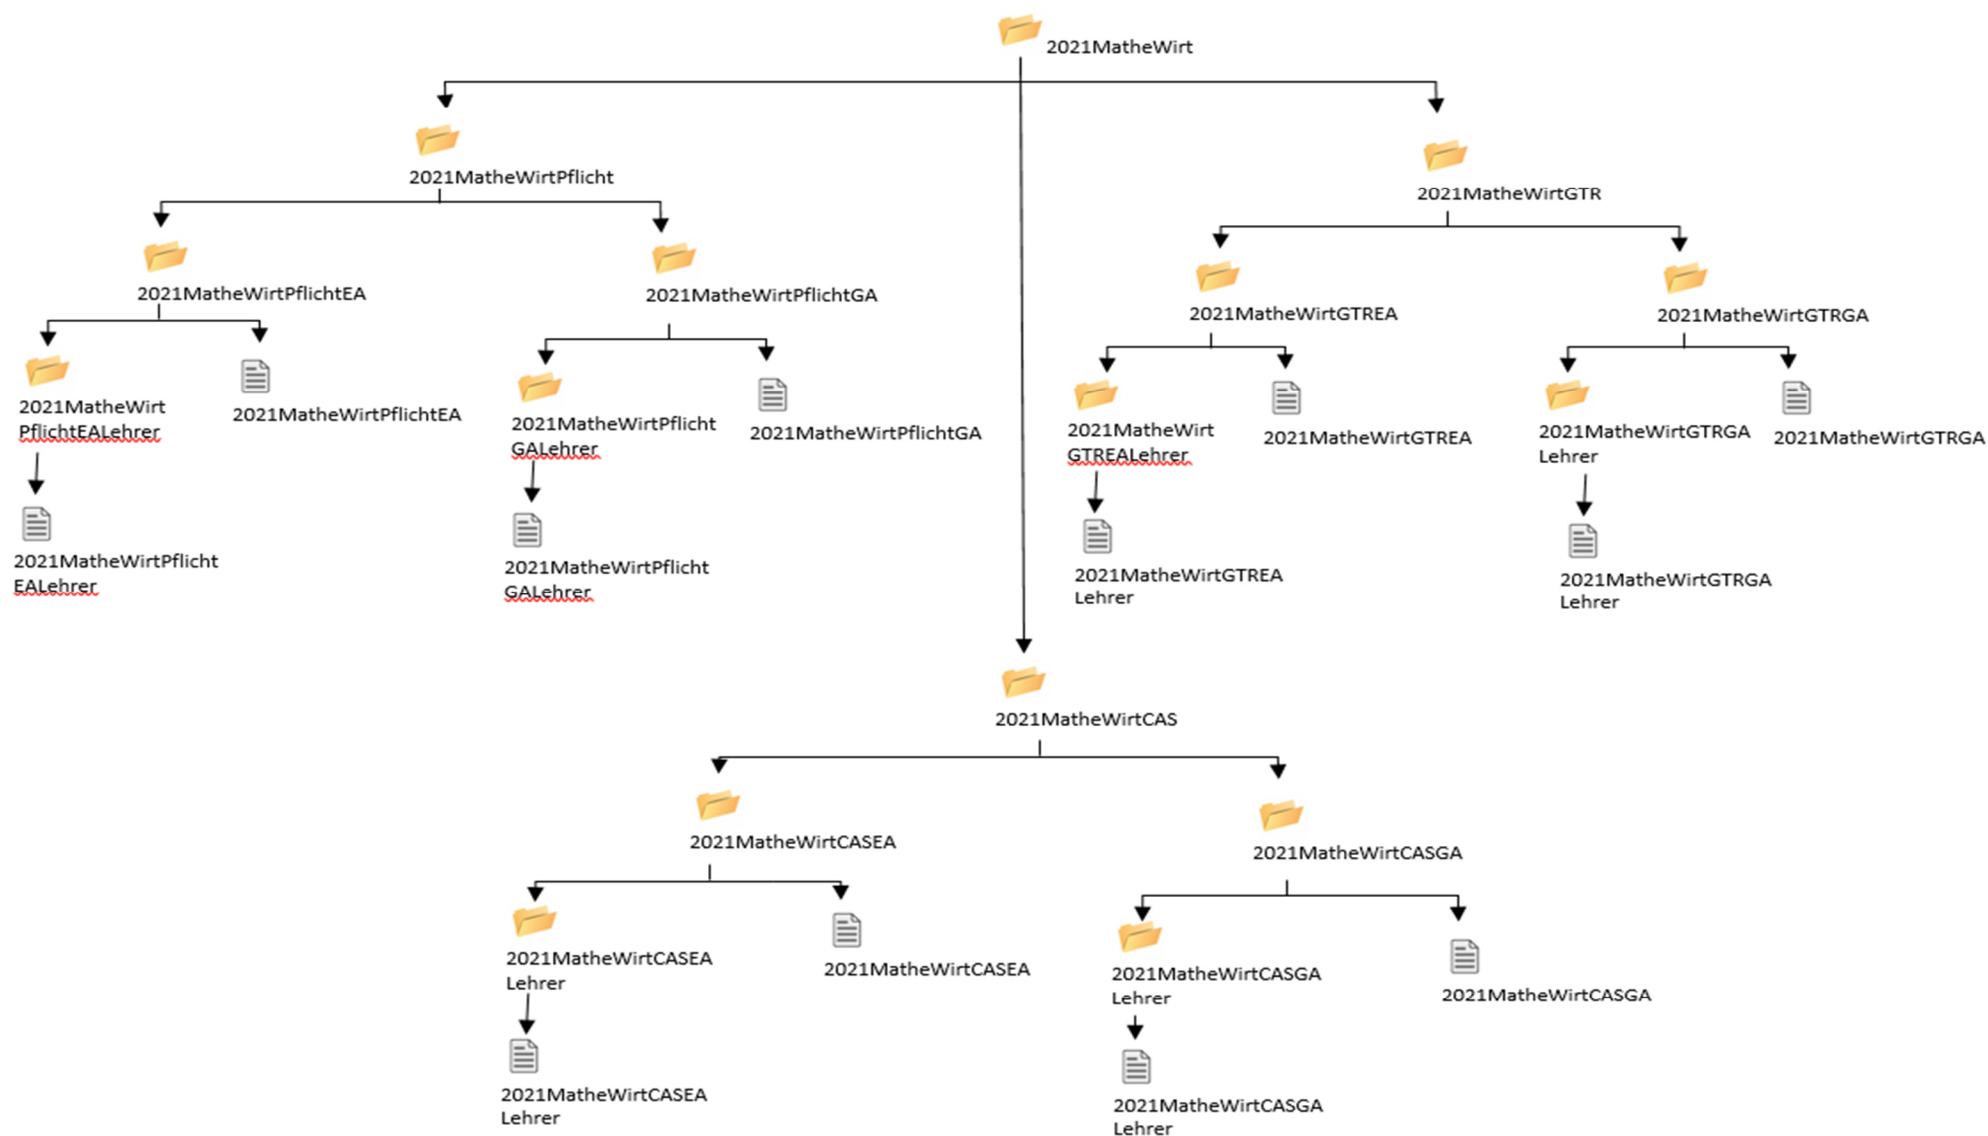 2021MatheWirt
2021MatheWirtPflicht
2021MatheWirtGTR
2021MatheWirtPflichtEA
2021MatheWirtPflichtGA
2021MatheWirtGTREA
2021MatheWirtGTRGA
2021MatheWirt
PflichtEALehrer
2021MatheWirtPflichtEA
2021MatheWirtPflicht
GALehrer
2021MatheWirtPflichtGA
2021MatheWirt
GTREALehrer
2021MatheWirtGTREA
2021MatheWirtGTRGA
Lehrer
2021MatheWirtGTRGA
2021MatheWirtPflicht
EALehrer
2021MatheWirtPflicht
GALehrer
2021MatheWirtGTREA
Lehrer
2021MatheWirtGTRGA
Lehrer
2021MatheWirtCAS
2021MatheWirtCASEA
2021MatheWirtCASGA
2021MatheWirtCASEA
Lehrer
2021MatheWirtCASEA
2021MatheWirtCASGA
Lehrer
2021MatheWirtCASGA
2021MatheWirtCASEA
Lehrer
2021MatheWirtCASGA
Lehrer